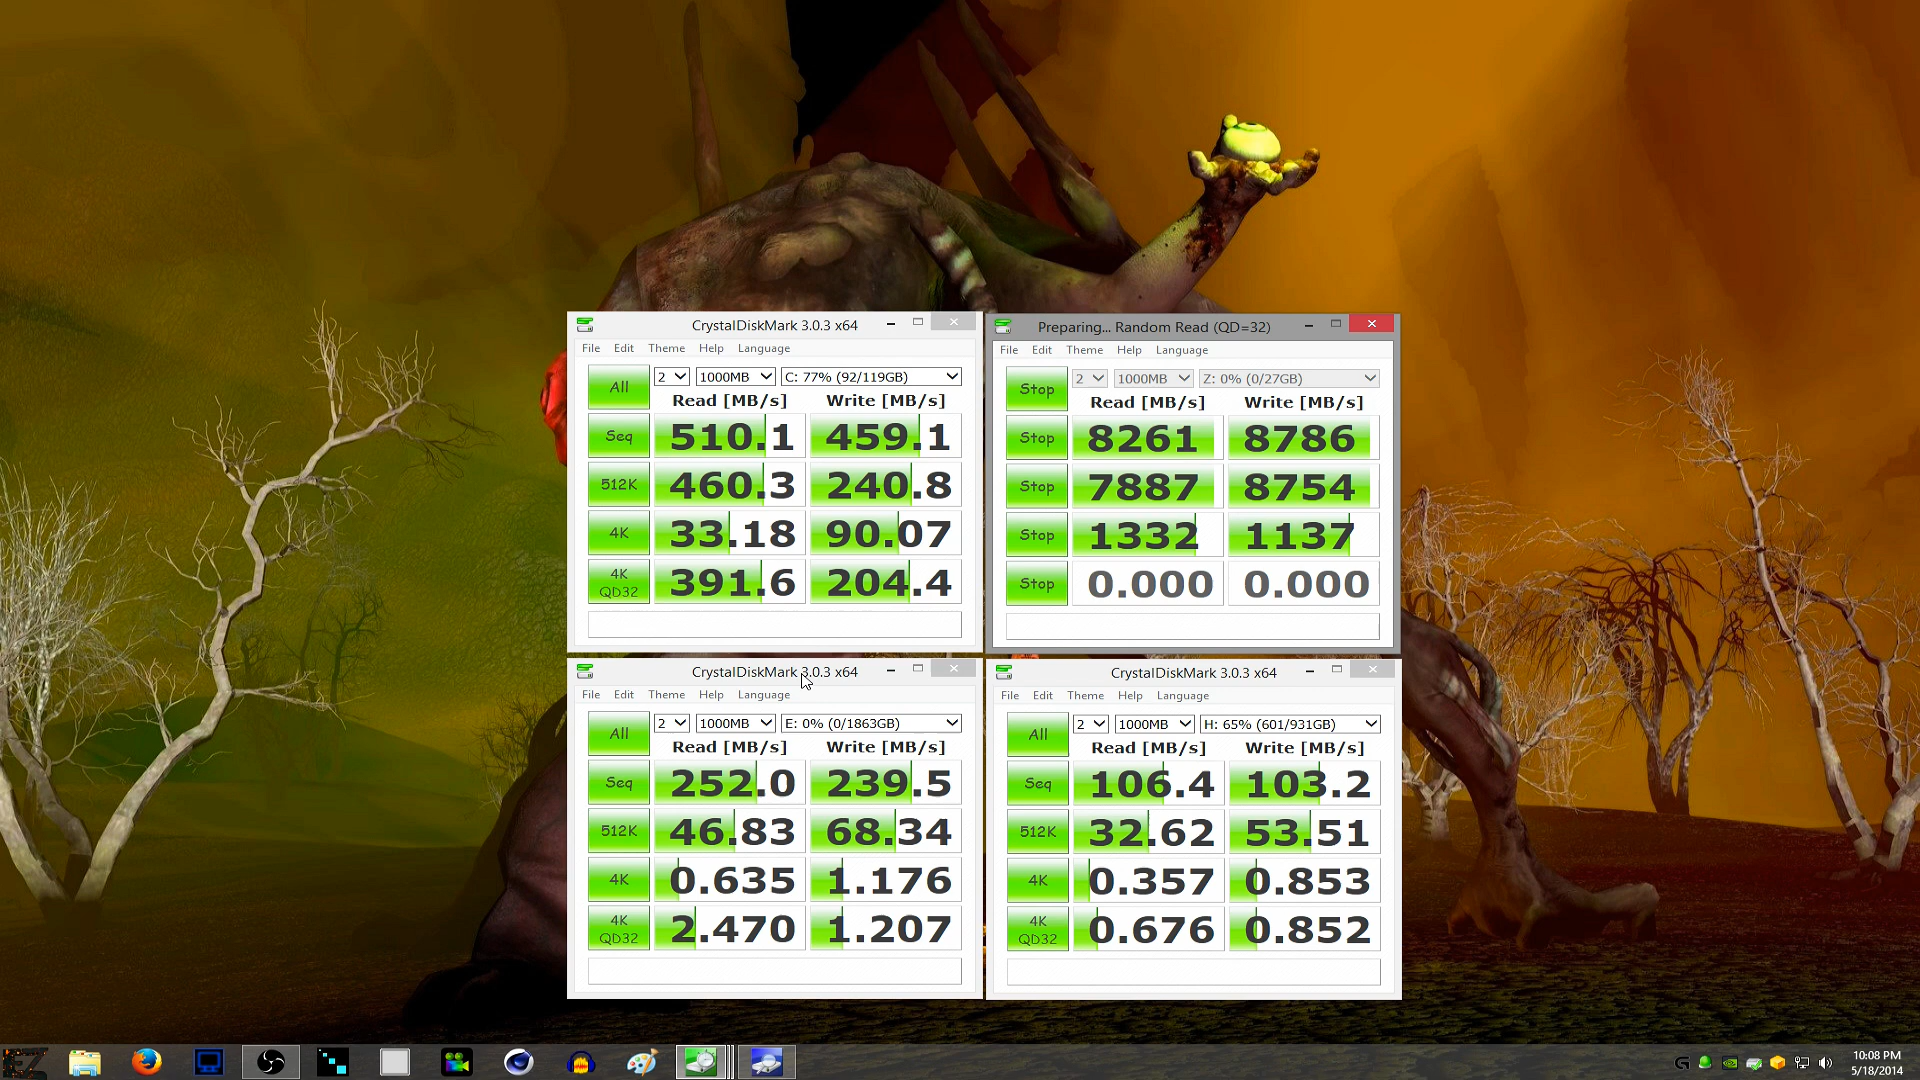 CrystalDiskMark 3.0.3 x64
File Edit Theme Help Language
All 2 1000MB C: 77% (92/119GB)
Read [MB/s] Write [MB/s]
Seq 510.1 459.1
512K 460.3 240.8
4K 33.18 90.07
4K QD32 391.6 204.4
Preparing... Random Read (QD=32)
File Edit Theme Help Language
Stop 2 1000MB Z: 0% (0/27GB)
Read [MB/s] Write [MB/s]
Stop 8261 8786
Stop 7887 8754
Stop 1332 1137
Stop 0.000 0.000
CrystalDiskMark 3.0.3 x64
File Edit Theme Help Language
All 2 1000MB E: 0% (0/1863GB)
Read [MB/s] Write [MB/s]
Seq 252.0 239.5
512K 46.83 68.34
4K 0.635 1.176
4K QD32 2.470 1.207
CrystalDiskMark 3.0.3 x64
File Edit Theme Help Language
All 2 1000MB H: 65% (601/931GB)
Read [MB/s] Write [MB/s]
Seq 106.4 103.2
512K 32.62 53.51
4K 0.357 0.853
4K QD32 0.676 0.852
EZ
10:08 PM
5/18/2014